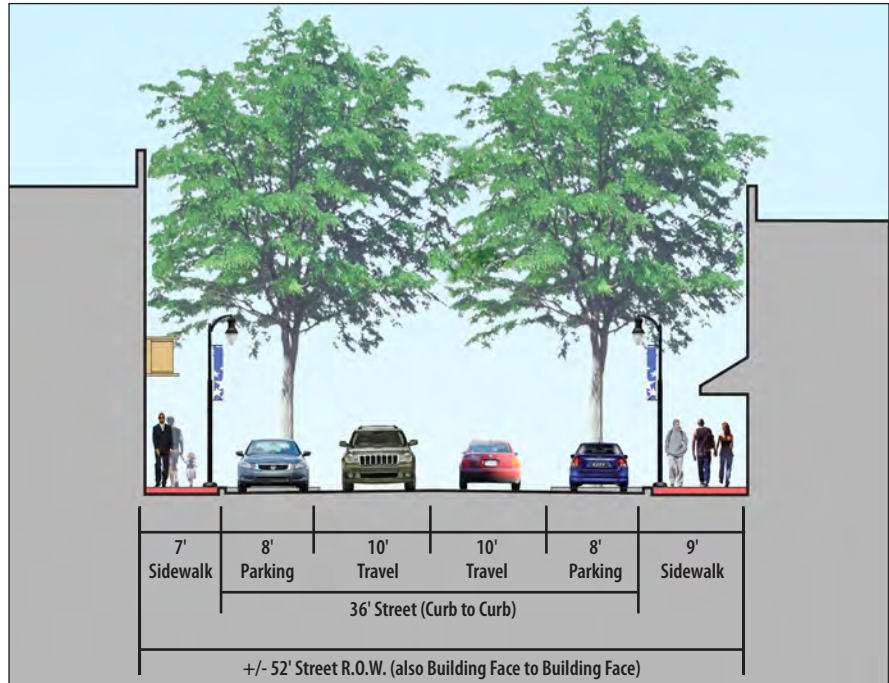 7' 8' 10' 10' 8' 9'
Sidewalk Parking Travel Travel Parking Sidewalk
36' Street (Curb to Curb)
+/- 52' Street R.O.W. (also Building Face to Building Face)